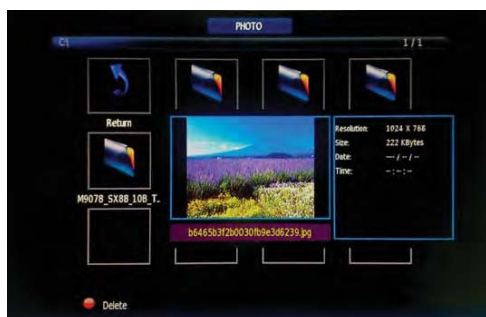 PHOTO
C:\
1/1
Return
M9078_SX88_10B_T..
Resolution: 1024 X 768
Size: 222 KBytes
Date: --/-/-
Time: -:-:-
b6465b3f2b0030fb9e3d6239.jpg
Delete